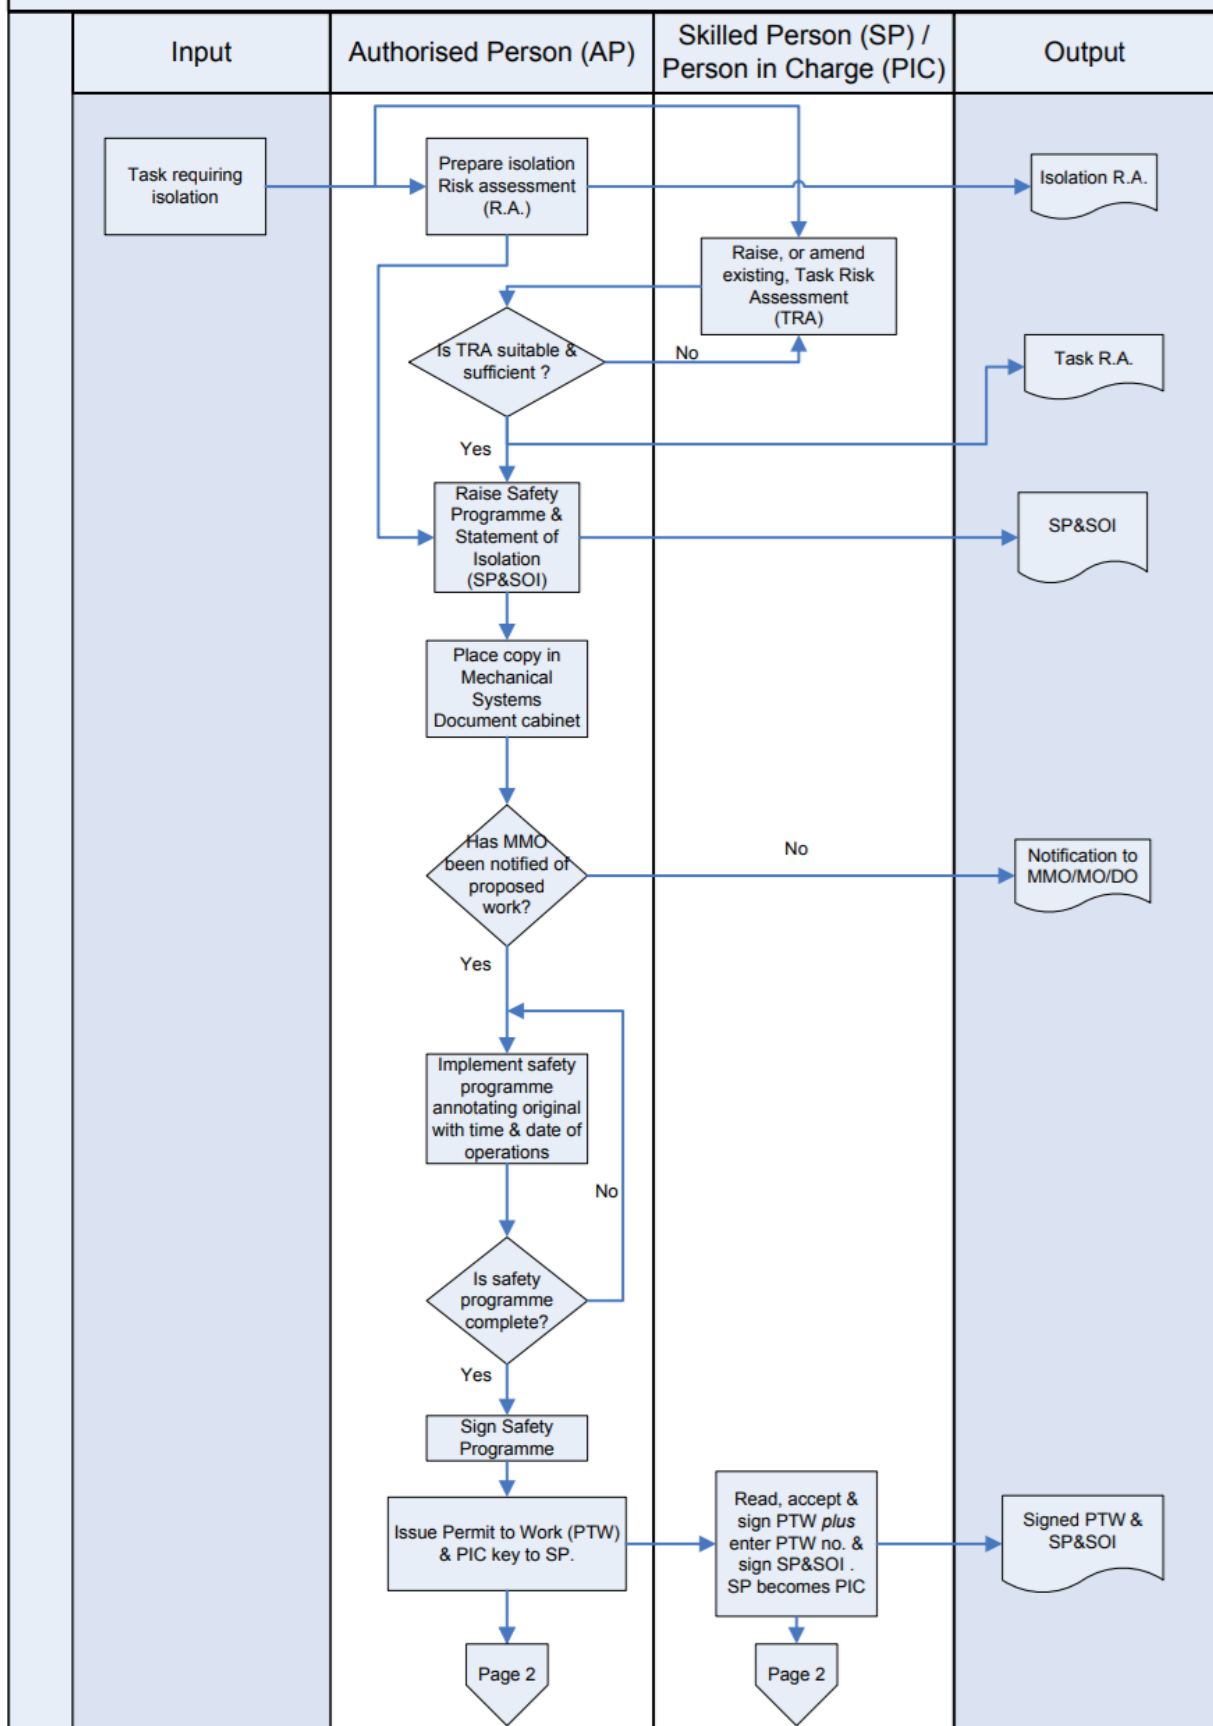 Input
Authorised Person (AP)
Skilled Person (SP) /
Person in Charge (PIC)
Output
Task requiring
isolation
Prepare isolation
Risk assessment
(R.A.)
Isolation R.A.
Raise, or amend
existing, Task Risk
Assessment
(TRA)
Is TRA suitable &
sufficient ?
No
Task R.A.
Yes
Raise Safety
Programme &
Statement of
Isolation
(SP&SOI)
SP&SOI
Place copy in
Mechanical
Systems
Document cabinet
Has MMO
been notified of
proposed
work?
No
Notification to
MMO/MO/DO
Yes
Implement safety
programme
annotating original
with time & date of
operations
No
Is safety
programme
complete?
Yes
Sign Safety
Programme
Issue Permit to Work (PTW)
& PIC key to SP.
Read, accept &
sign PTW plus
enter PTW no. &
sign SP&SOI .
SP becomes PIC
Signed PTW &
SP&SOI
Page 2
Page 2